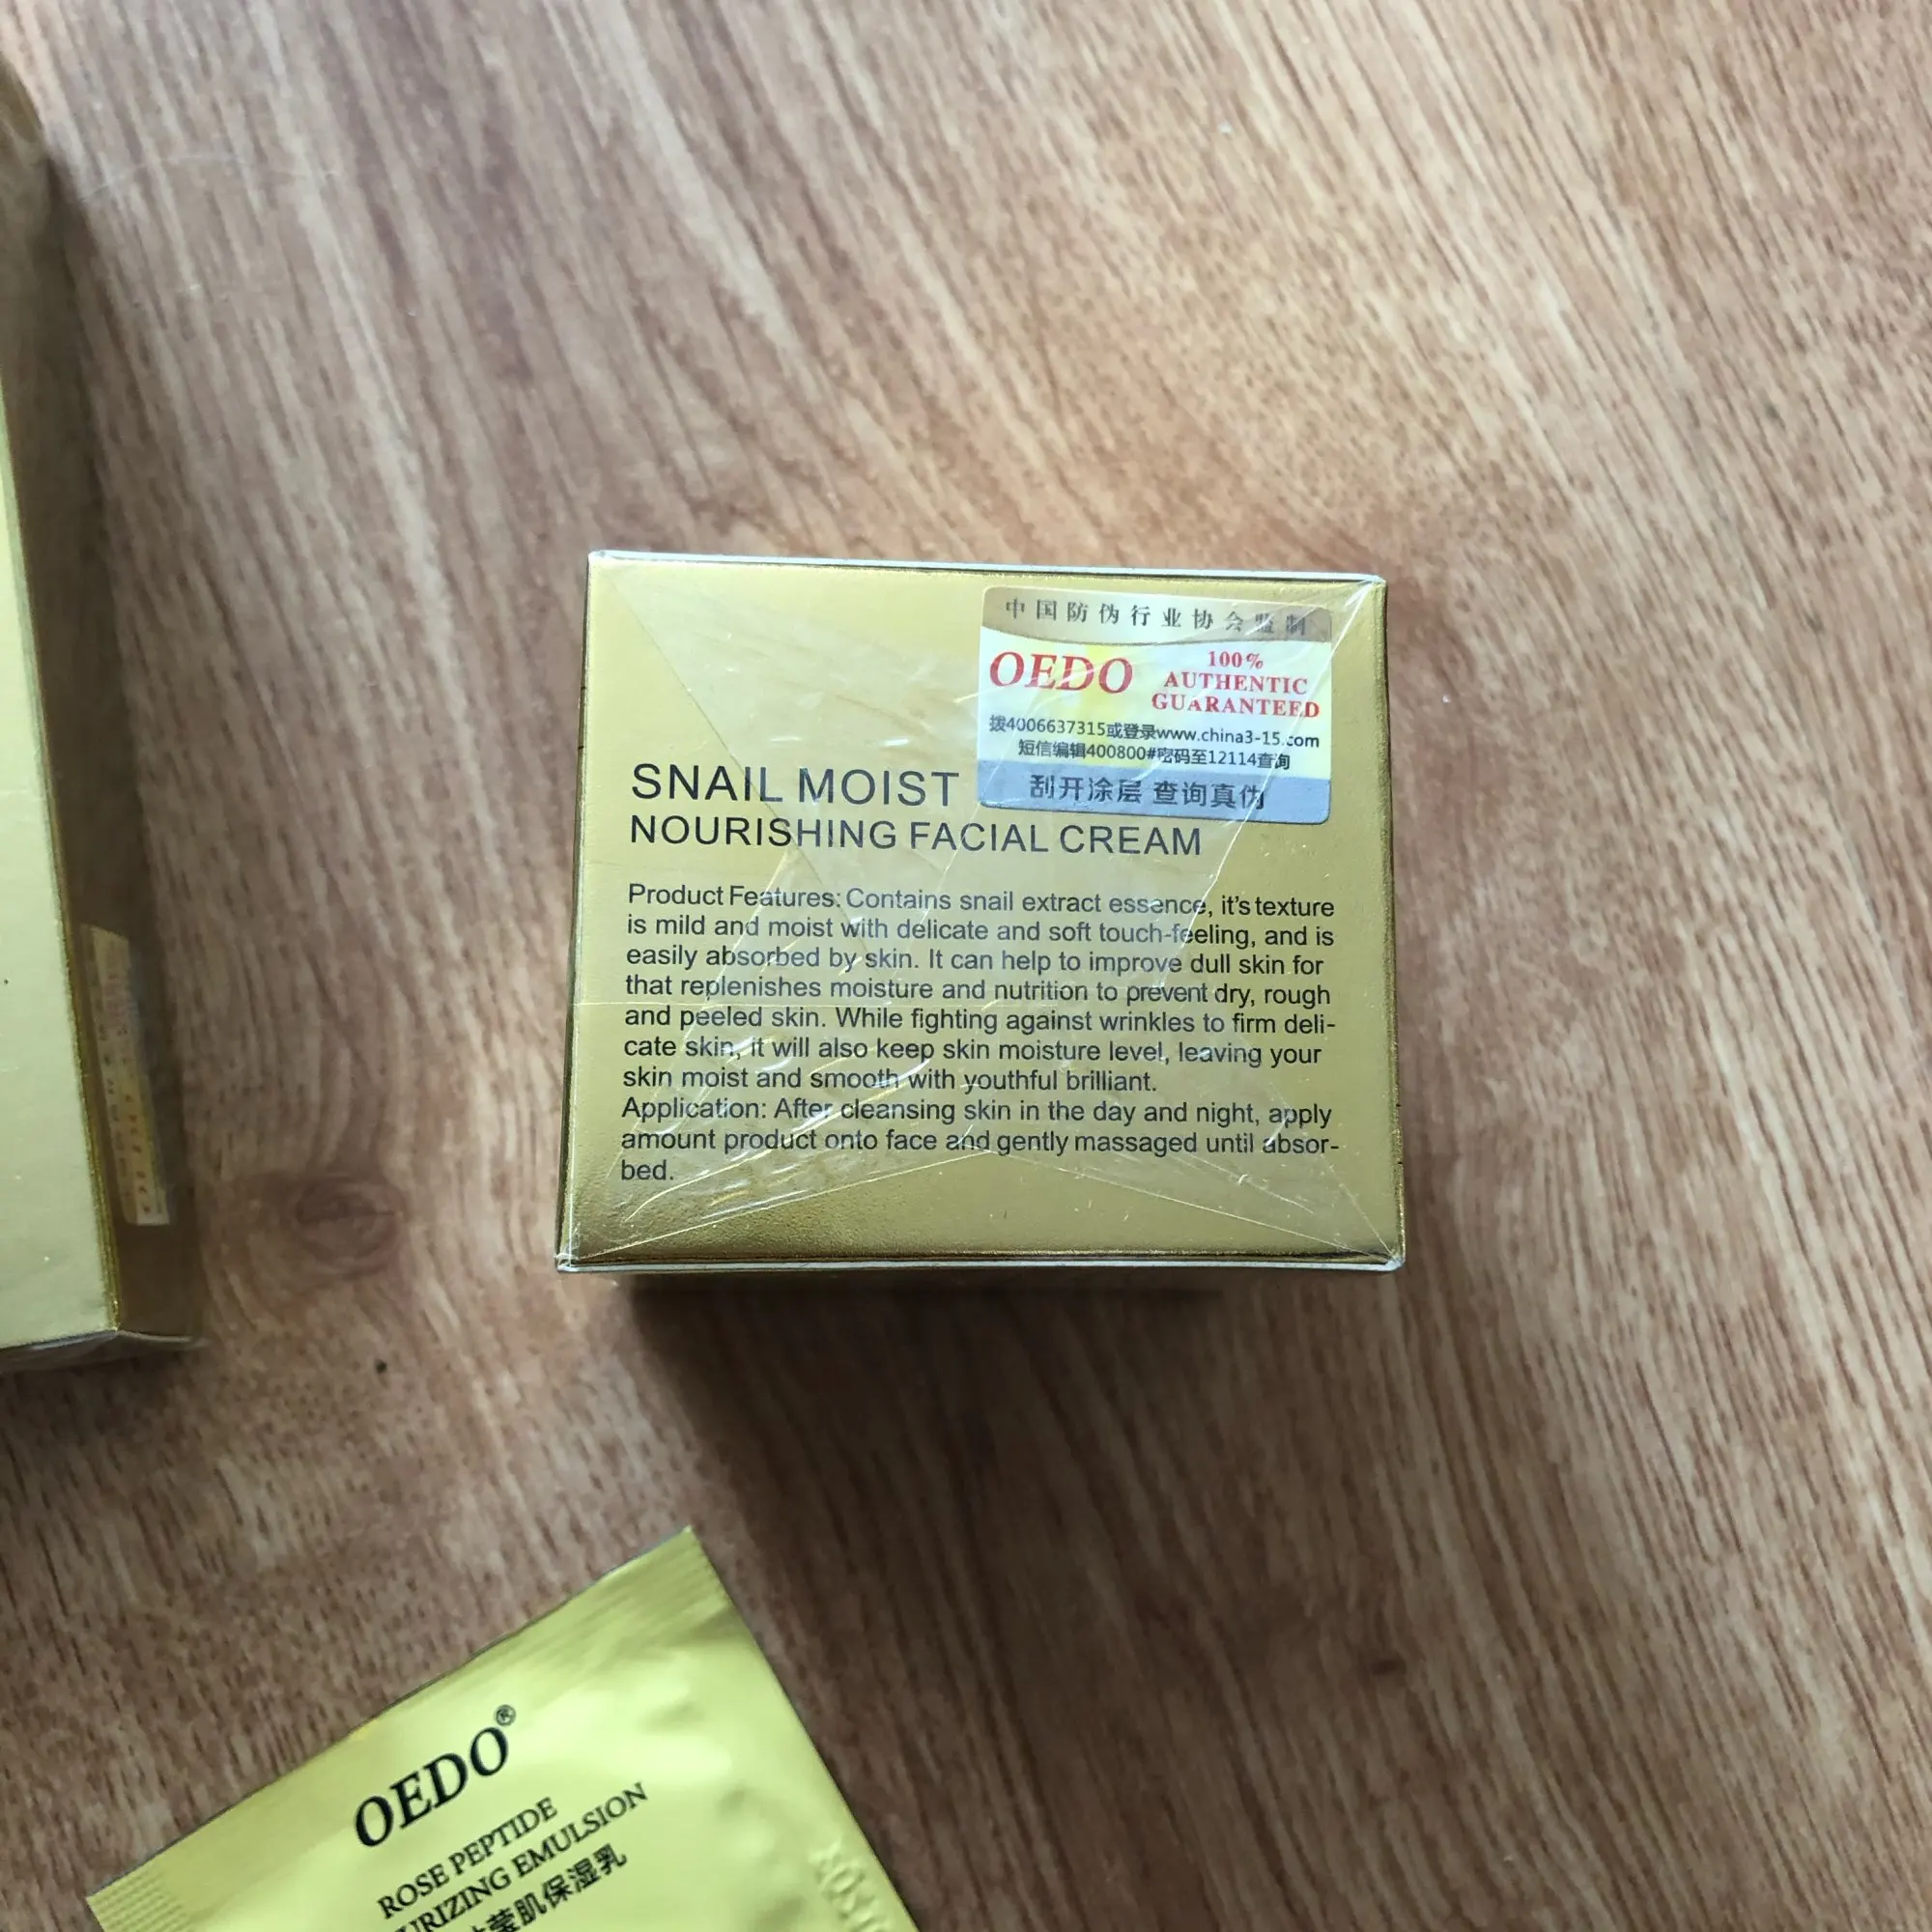 中国防伪行业协会监制
OEDO
100%
AUTHENTIC
GUARANTEED
拨4006637315或登录www.china3-15.com
短信编辑400800#密码至12114查询
刮开涂层 查询真伪
SNAIL MOIST
NOURISHING FACIAL CREAM
Product Features: Contains snail extract essence, it's texture
is mild and moist with delicate and soft touch-feeling, and is
easily absorbed by skin. It can help to improve dull skin for
that replenishes moisture and nutrition to prevent dry, rough
and peeled skin. While fighting against wrinkles to firm deli-
cate skin, it will also keep skin moisture level, leaving your
skin moist and smooth with youthful brilliant.
Application: After cleansing skin in the day and night, apply
amount product onto face and gently massaged until absor-
bed.
OEDO®
ROSE PEPTIDE
URIZING EMULSION
莹肌保湿乳